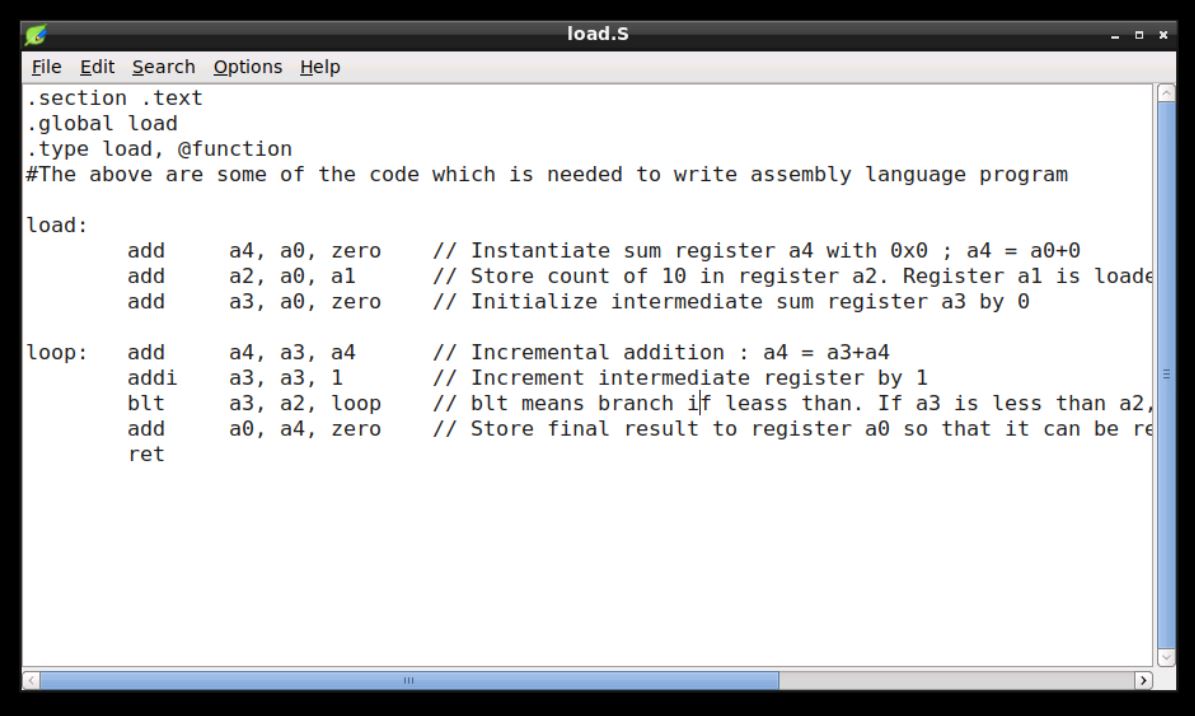 load.S
File Edit Search Options Help
.section .text
.global load
.type load, @function
#The above are some of the code which is needed to write assembly language program
load:
add a4, a0, zero // Instantiate sum register a4 with 0x0 ; a4 = a0+0
add a2, a0, a1 // Store count of 10 in register a2. Register a1 is loade
add a3, a0, zero // Initialize intermediate sum register a3 by 0
loop: add a4, a3, a4 // Incremental addition : a4 = a3+a4
addi a3, a3, 1 // Increment intermediate register by 1
blt a3, a2, loop // blt means branch if leass than. If a3 is less than a2,
add a0, a4, zero // Store final result to register a0 so that it can be re
ret